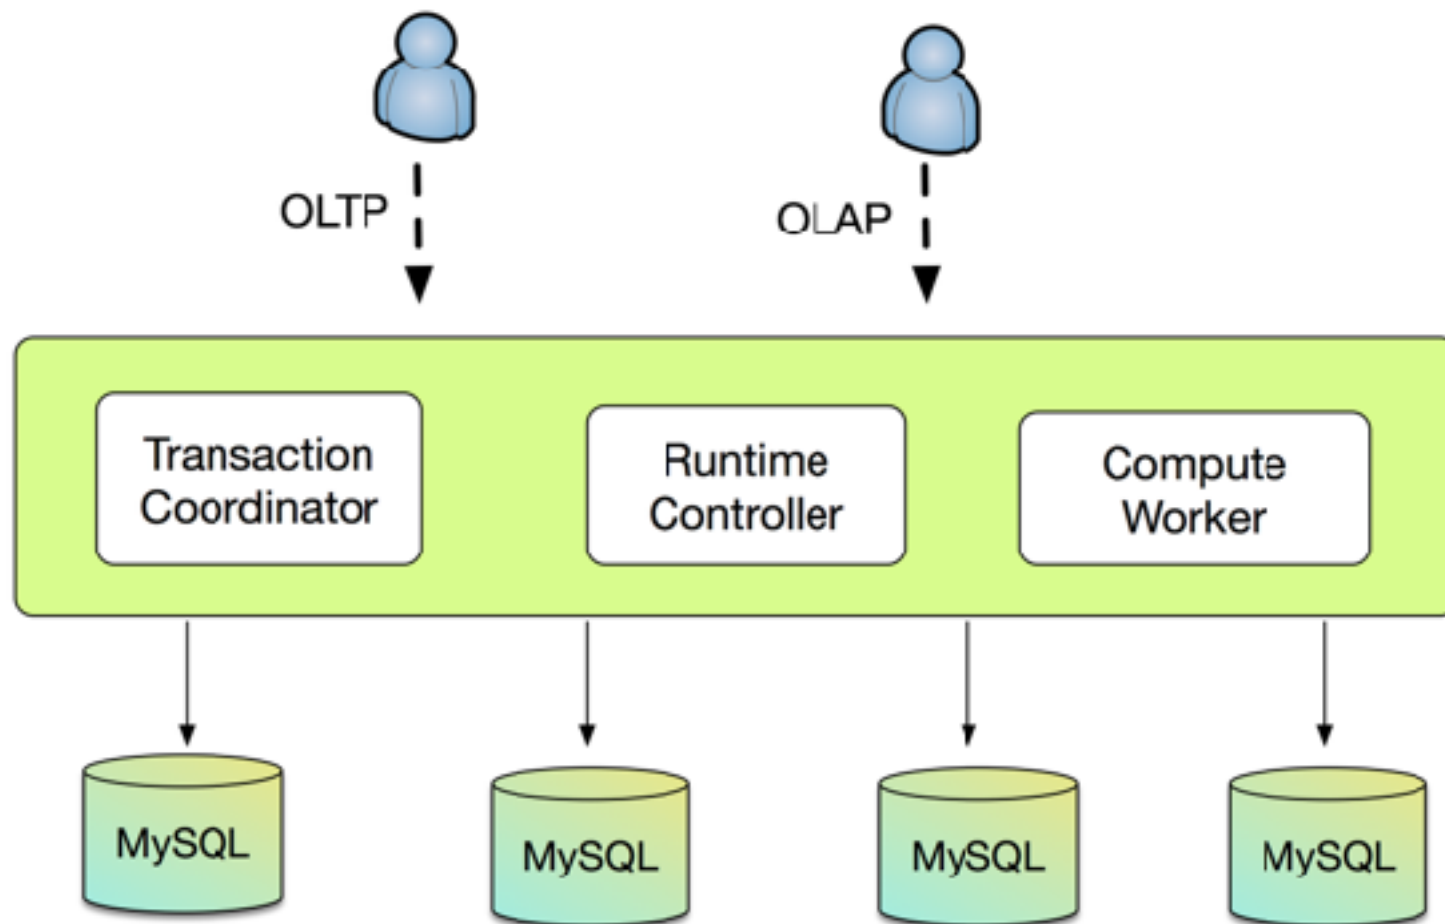 OLTP
OLAP
Transaction
Coordinator
Runtime
Controller
Compute
Worker
MySQL
MySQL
MySQL
MySQL